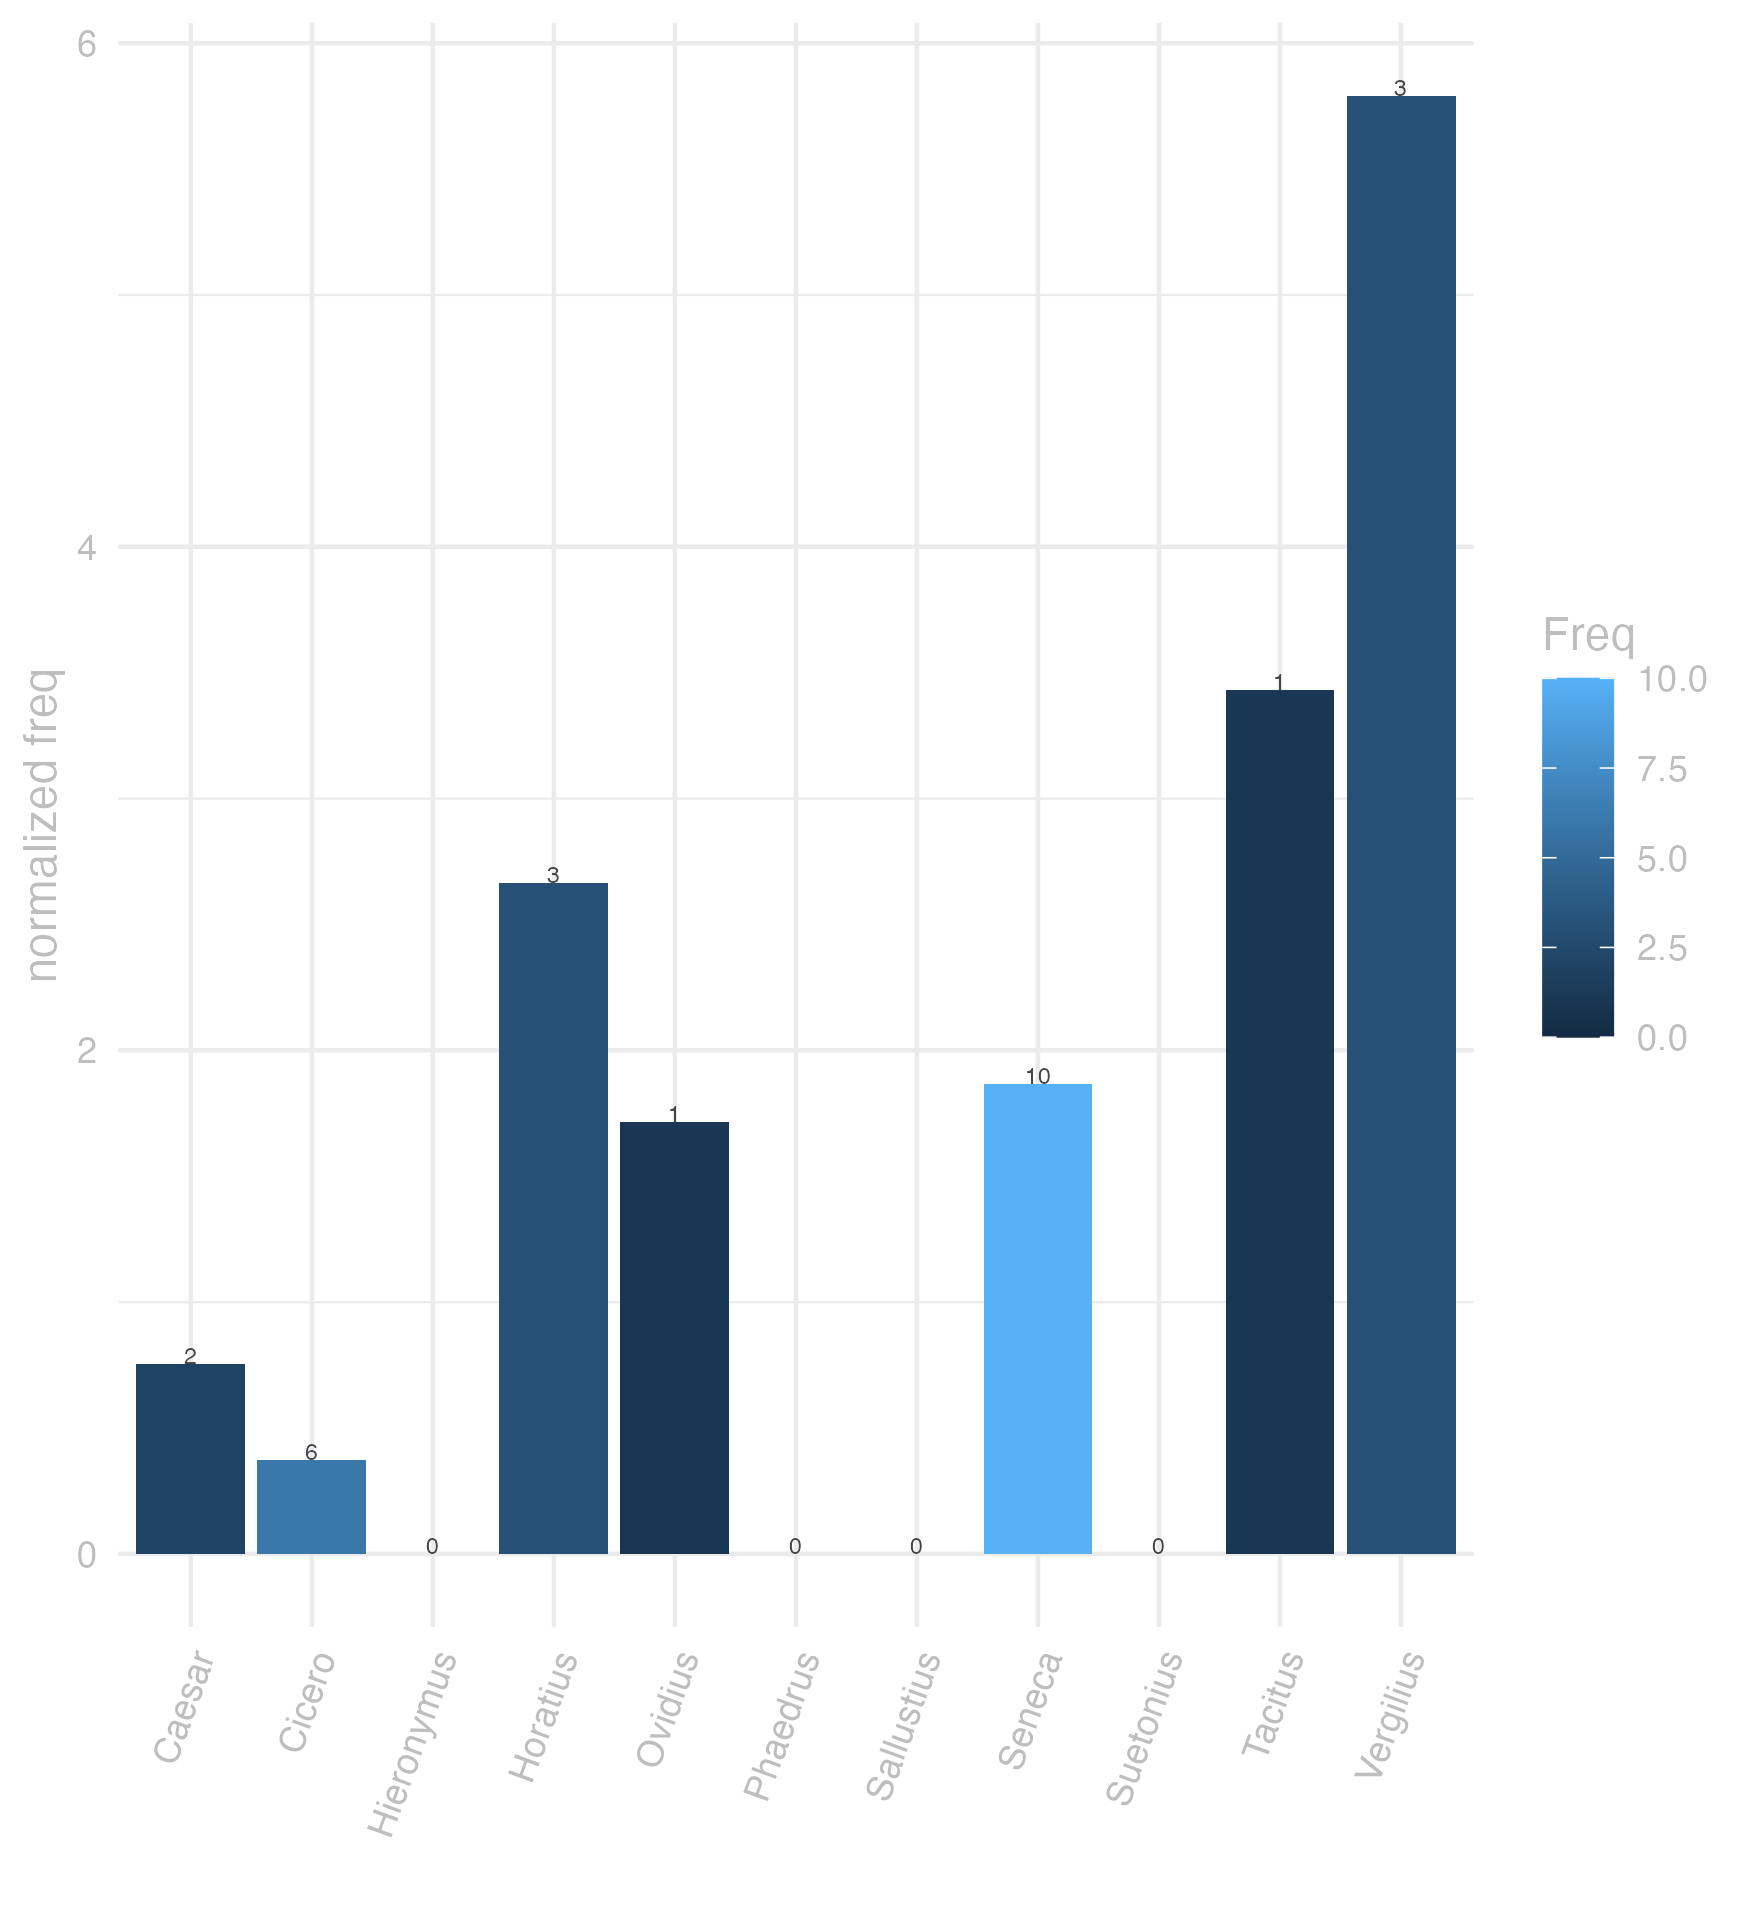 6
4
2
0
normalized freq
2
6
0
3
1
0
0
10
0
1
3
Caesar
Cicero
Hieronymus
Horatius
Ovidius
Phaedrus
Sallustius
Seneca
Suetonius
Tacitus
Vergilius
Freq
10.0
7.5
5.0
2.5
0.0